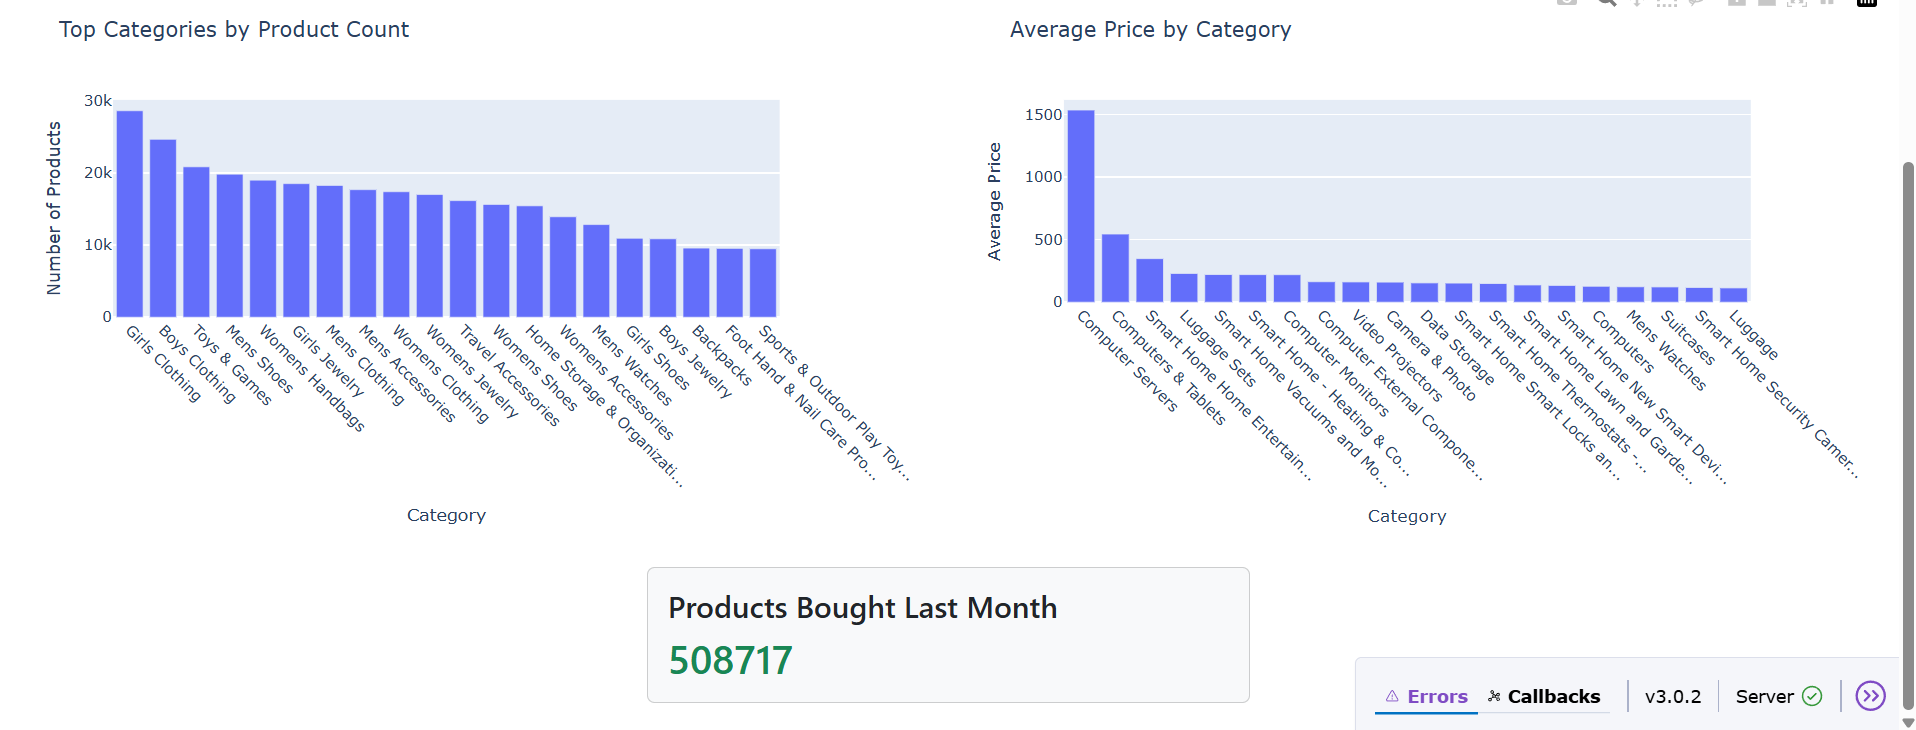 Top Categories by Product Count
Number of Products
30k
20k
10k
0
Girls Clothing
Boys Clothing
Toys & Games
Mens Shoes
Womens Handbags
Girls Jewelry
Mens Clothing
Mens Accessories
Womens Clothing
Womens Jewelry
Travel Accessories
Womens Shoes
Home Storage & Organizati...
Womens Accessories
Mens Watches
Girls Shoes
Boys Jewelry
Backpacks
Foot Hand & Nail Care Pro...
Sports & Outdoor Play Toy...
Category
Average Price by Category
Average Price
1500
1000
500
0
Computer Servers
Computers & Tablets
Smart Home Home Entertain...
Luggage Sets
Smart Home Vacuums and Mo...
Smart Home - Heating & Co...
Computer Monitors
Computer External Compone...
Video Projectors
Camera & Photo
Data Storage
Smart Home Smart Locks an...
Smart Home Thermostats -...
Smart Home Lawn and Garde...
Smart Home New Smart Devi...
Computers
Mens Watches
Suitcases
Smart Home Security Camer...
Luggage
Category
Products Bought Last Month
508717
Errors
Callbacks
v3.0.2
Server